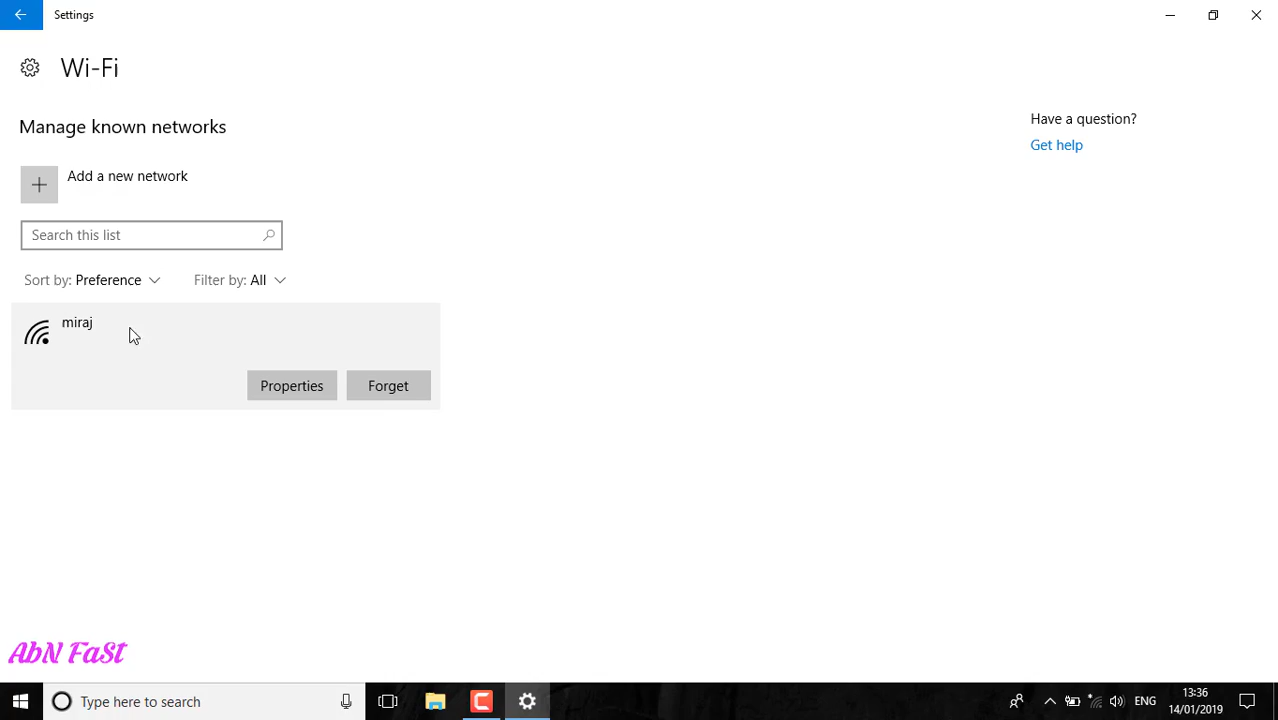 Settings
Wi-Fi
Manage known networks
Have a question?
Get help
Add a new network
Search this list
Sort by: Preference Filter by: All
miraj
Properties Forget
AbN FaSt
Type here to search
ENG
13:36
14/01/2019